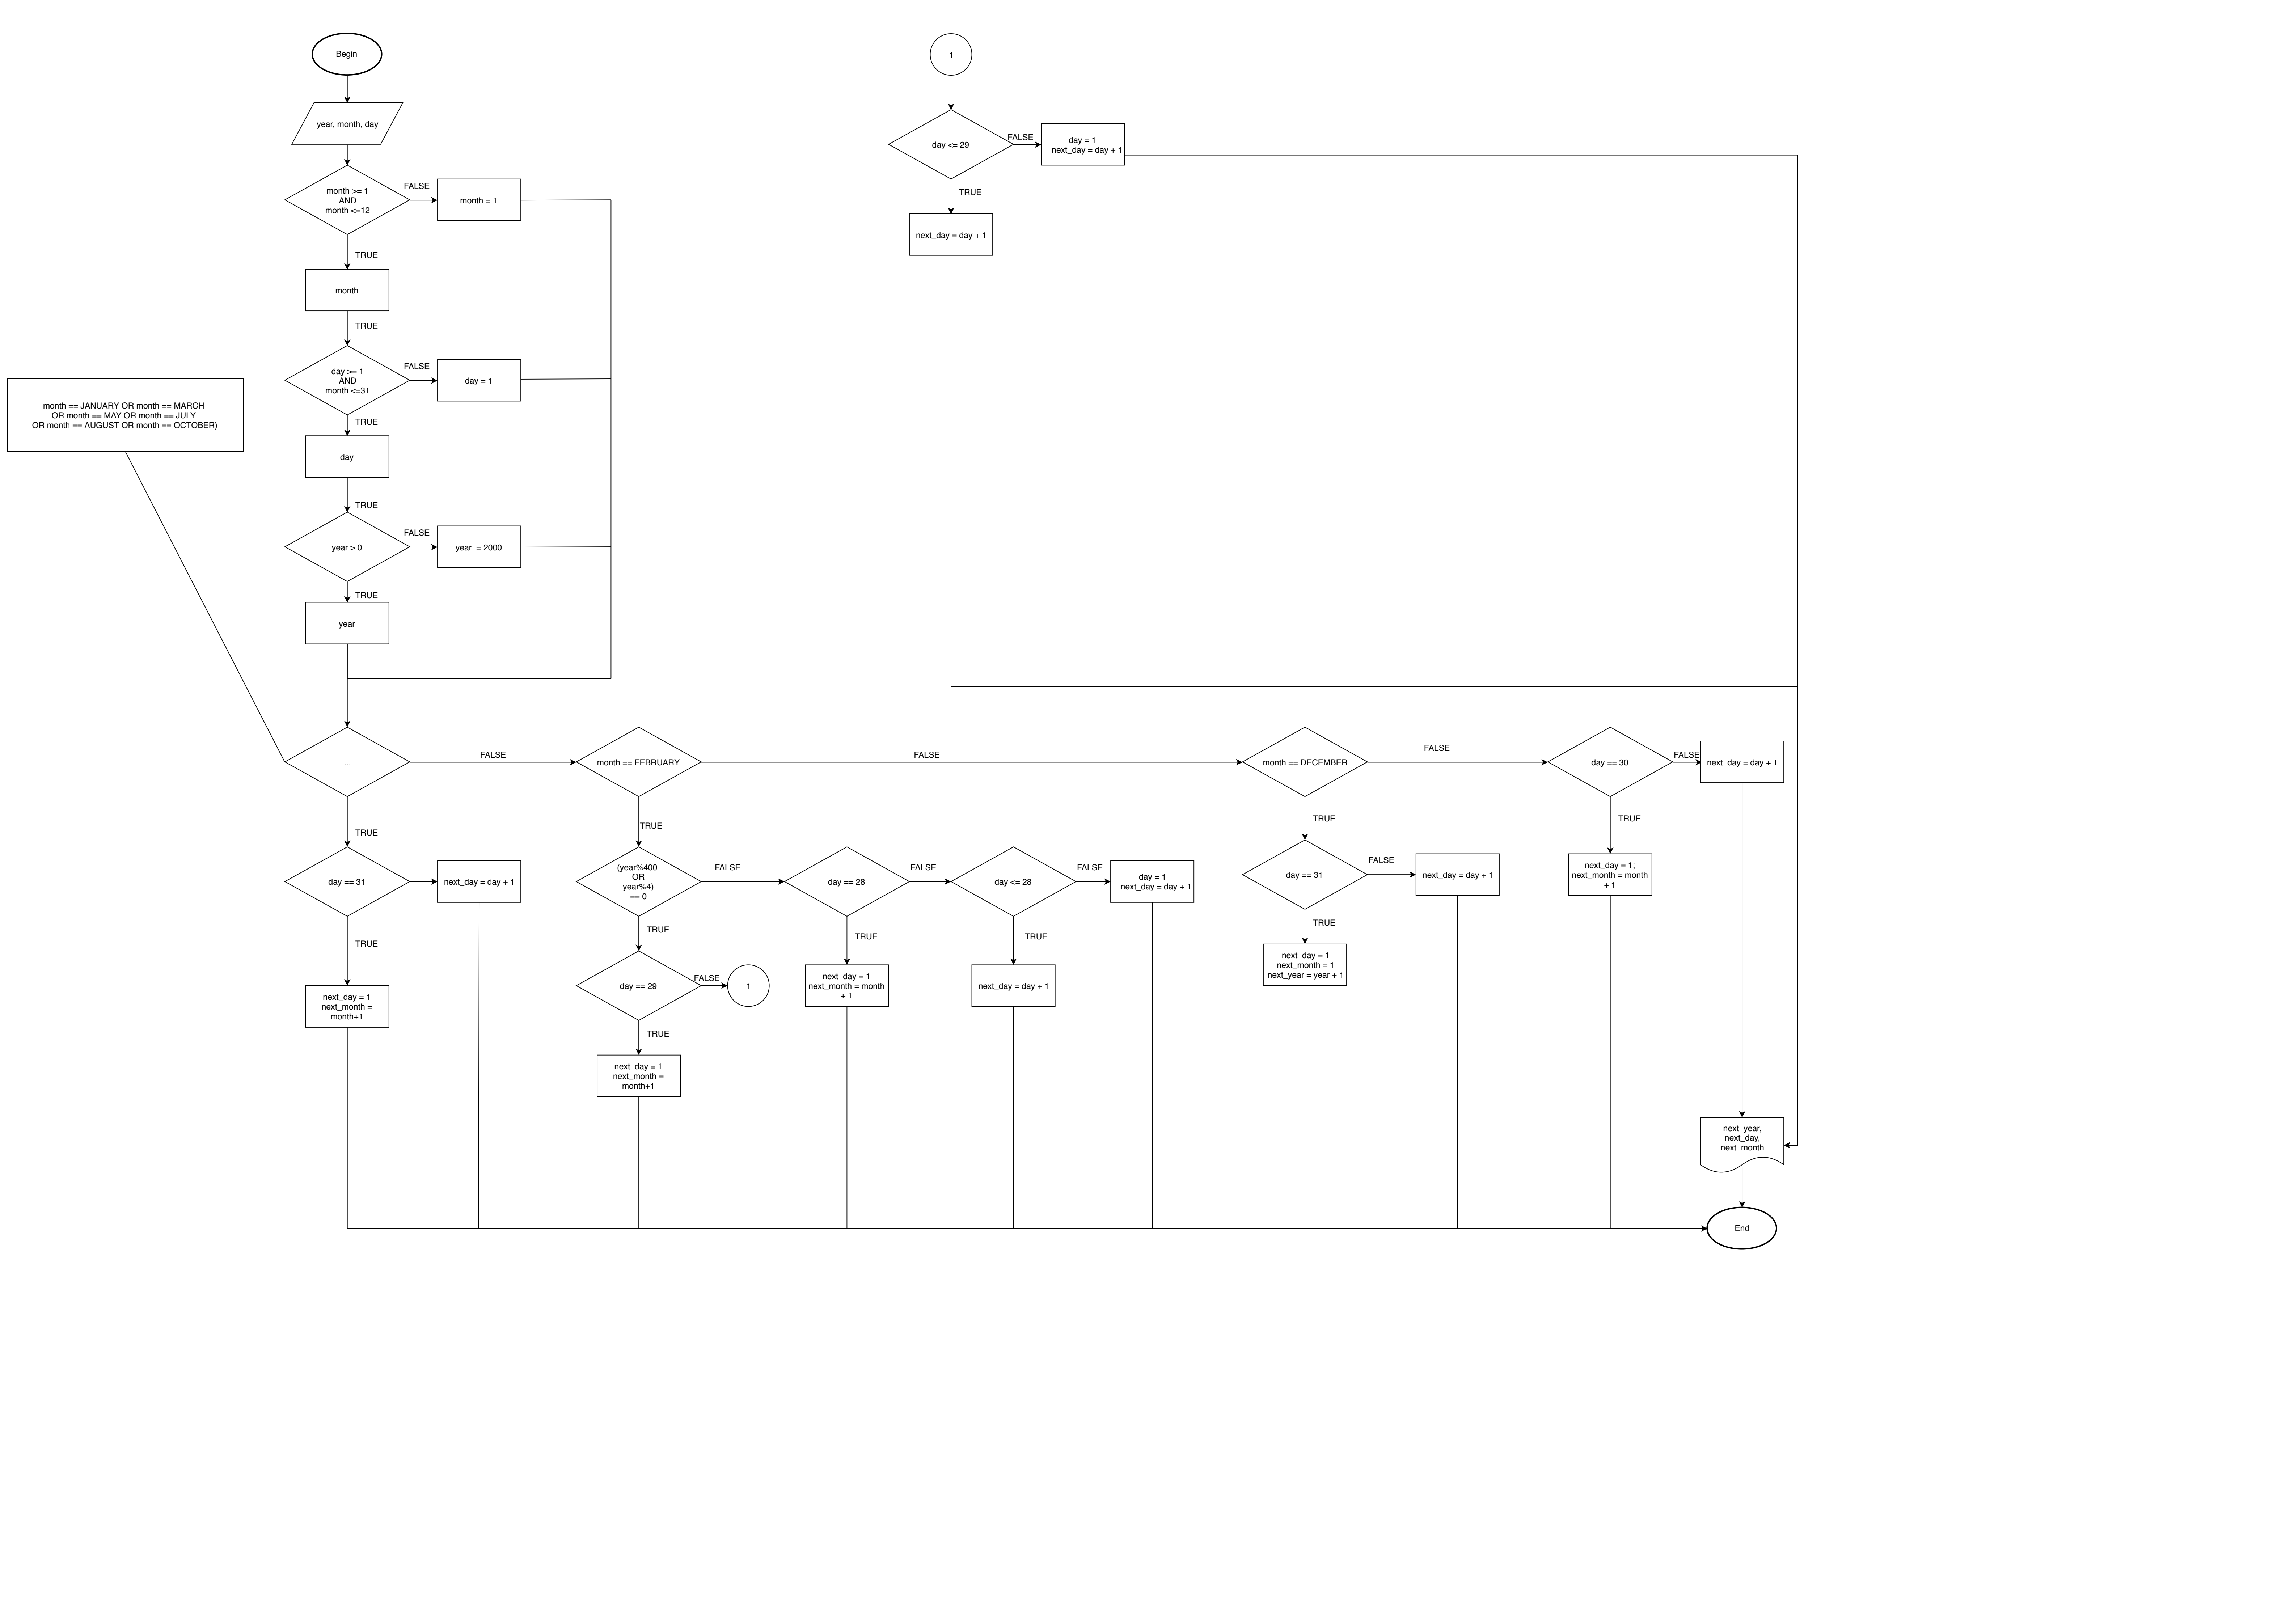 Begin
year, month, day
month >= 1
AND
month <=12
FALSE
month = 1
TRUE
month
TRUE
day >= 1
AND
month <=31
FALSE
day = 1
TRUE
day
TRUE
year > 0
FALSE
year  = 2000
TRUE
year
month == JANUARY OR month == MARCH
OR month == MAY OR month == JULY
OR month == AUGUST OR month == OCTOBER)
...
FALSE
TRUE
day == 31
next_day = day + 1
TRUE
next_day = 1
next_month =
month+1
month == FEBRUARY
FALSE
TRUE
(year%400
OR
year%4)
== 0
FALSE
TRUE
day == 29
FALSE
1
TRUE
next_day = 1
next_month =
month+1
day == 28
FALSE
TRUE
next_day = 1
next_month = month
+ 1
day <= 28
FALSE
TRUE
next_day = day + 1
day = 1
next_day = day + 1
month == DECEMBER
FALSE
TRUE
day == 31
FALSE
next_day = day + 1
TRUE
next_day = 1
next_month = 1
next_year = year + 1
day == 30
FALSE
next_day = day + 1
TRUE
next_day = 1;
next_month = month
+ 1
1
day <= 29
FALSE
day = 1
next_day = day + 1
TRUE
next_day = day + 1
next_year,
next_day,
next_month
End